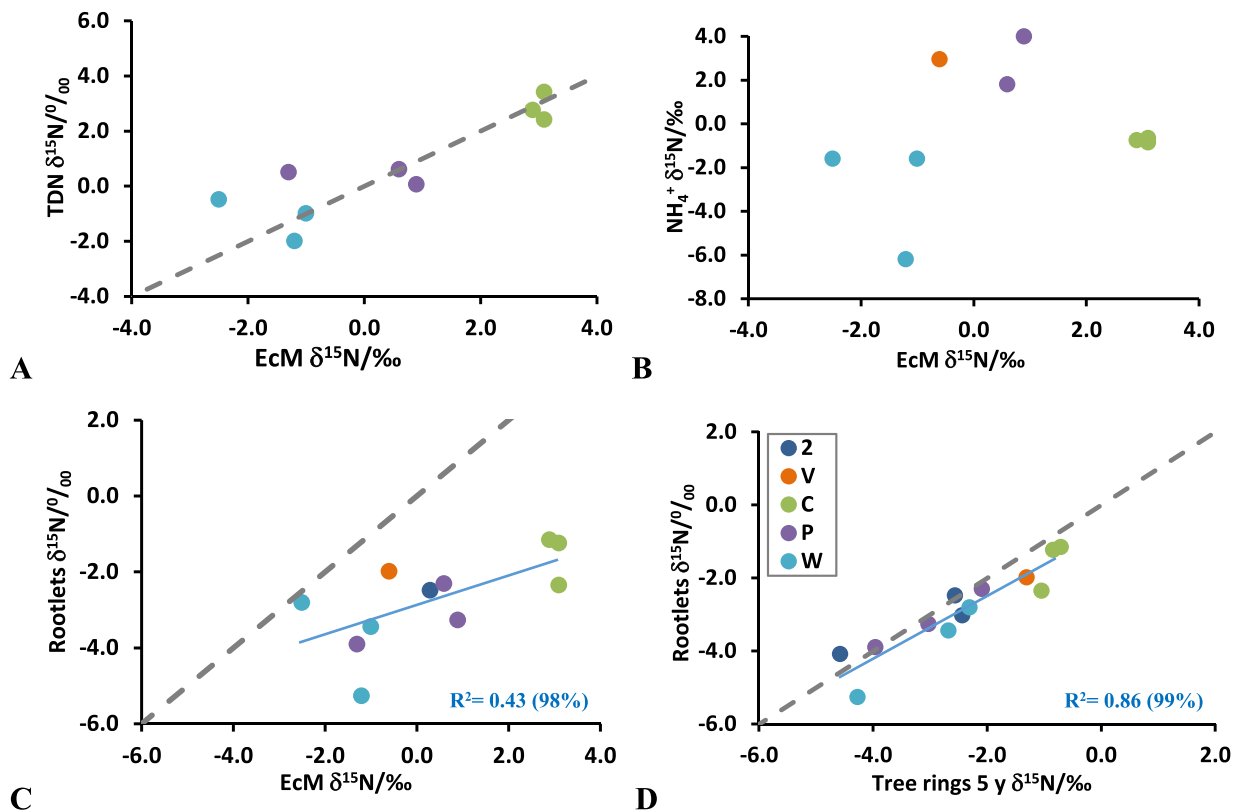 6.0
4.0
2.0
0.0
-2.0
-4.0
TDN δ¹⁵N/⁰/₀₀
-4.0 -2.0 0.0 2.0 4.0
EcM δ¹⁵N/‰
A
4.0
2.0
0.0
-2.0
-4.0
-6.0
-8.0
NH₄⁺ δ¹⁵N/‰
-4.0 -2.0 0.0 2.0 4.0
EcM δ¹⁵N/‰
B
2.0
0.0
-2.0
-4.0
-6.0
Rootlets δ¹⁵N/⁰/₀₀
R²= 0.43 (98%)
-6.0 -4.0 -2.0 0.0 2.0 4.0
EcM δ¹⁵N/‰
C
2.0
0.0
-2.0
-4.0
-6.0
Rootlets δ¹⁵N/⁰/₀₀
2
V
C
P
W
R²= 0.86 (99%)
-6.0 -4.0 -2.0 0.0 2.0
Tree rings 5 y δ¹⁵N/‰
D